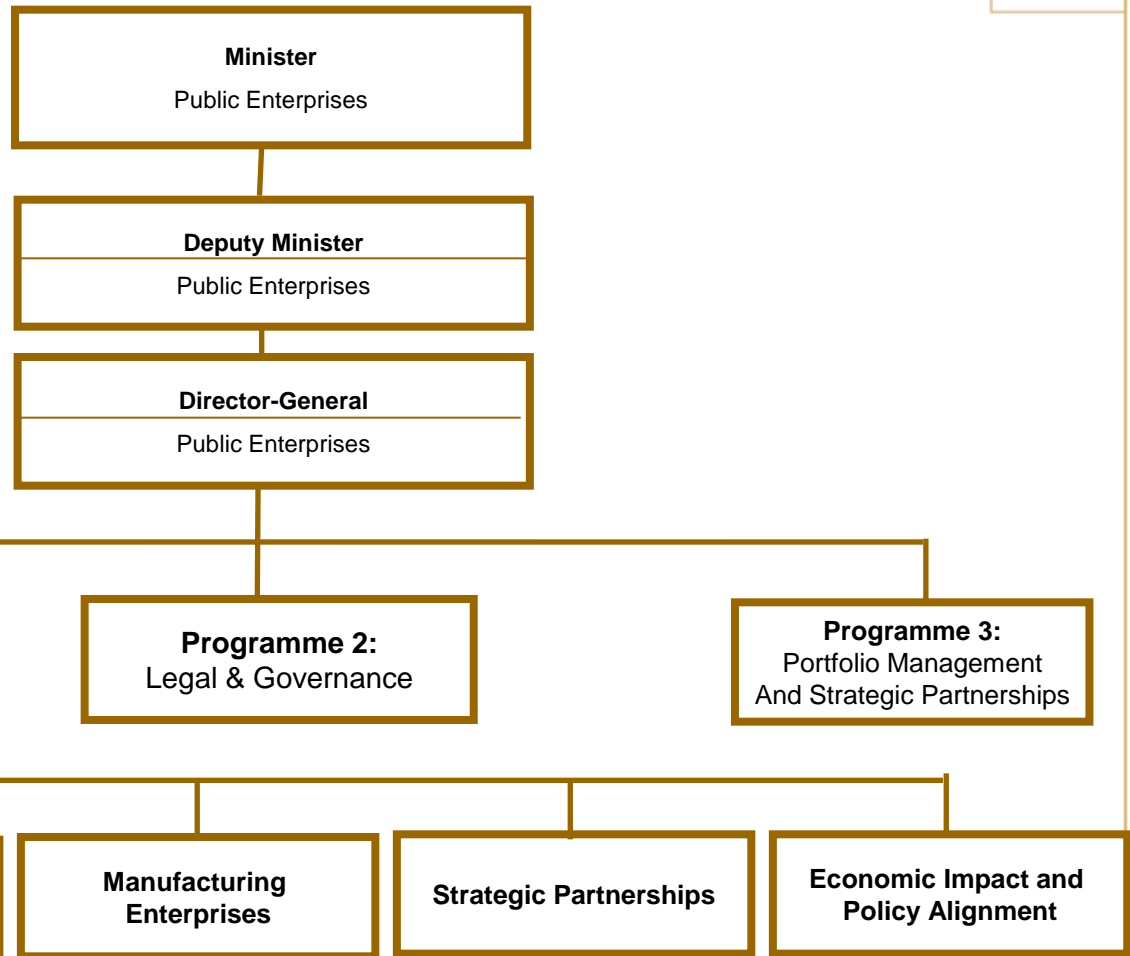 Minister
Public Enterprises
Deputy Minister
Public Enterprises
Director-General
Public Enterprises
Programme 2:
Legal & Governance
Programme 3:
Portfolio Management
And Strategic Partnerships
Manufacturing
Enterprises
Strategic Partnerships
Economic Impact and
Policy Alignment